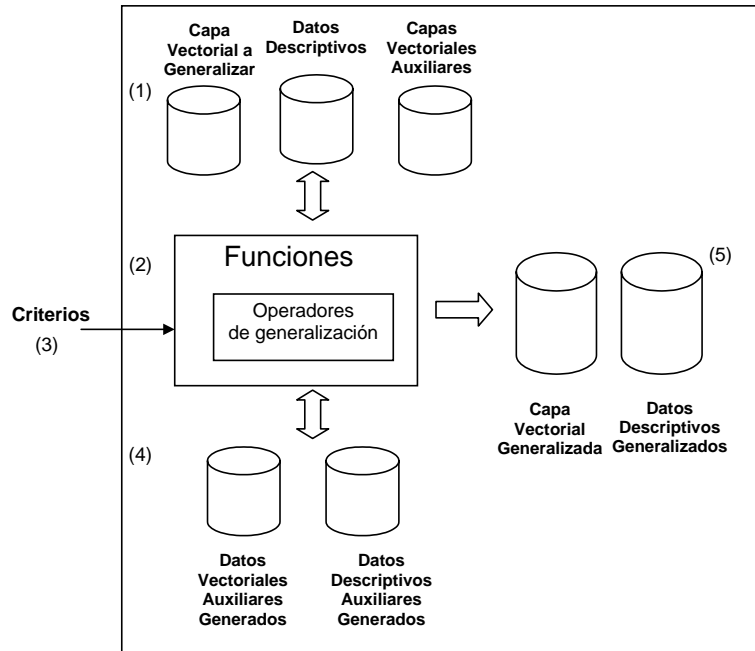 Capa
Vectorial a
Generalizar
Datos
Descriptivos
Capas
Vectoriales
Auxiliares
(1)
(2)
Funciones
Operadores
de generalización
Criterios
(3)
(5)
Capa
Vectorial
Generalizada
Datos
Descriptivos
Generalizados
(4)
Datos
Vectoriales
Auxiliares
Generados
Datos
Descriptivos
Auxiliares
Generados